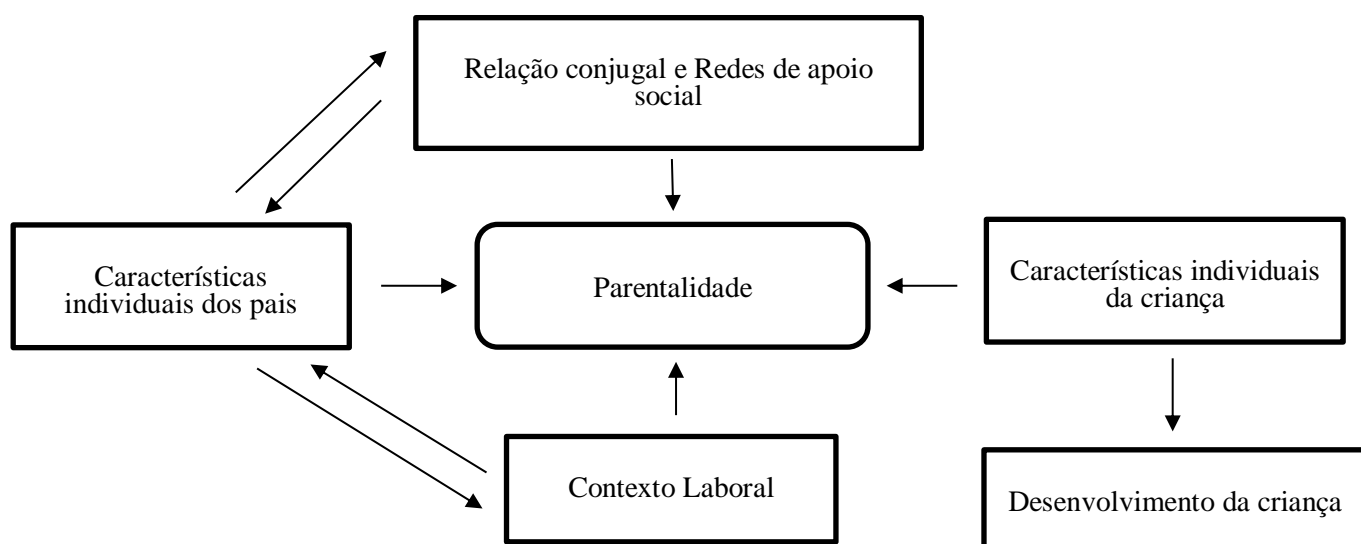 Relação conjugal e Redes de apoio
social
Características
individuais dos pais
Parentalidade
Características individuais
da criança
Contexto Laboral
Desenvolvimento da criança